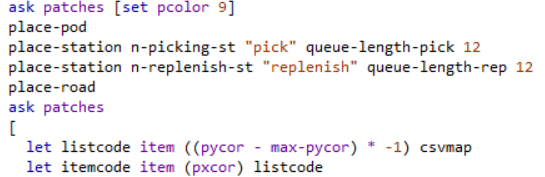 ask patches [set pcolor 9]
place-pod
place-station n-picking-st "pick" queue-length-pick 12
place-station n-replenish-st "replenish" queue-length-rep 12
place-road
ask patches
[
let listcode item ((pycor - max-pycor) * -1) csvmap
let itemcode item (pxcor) listcode